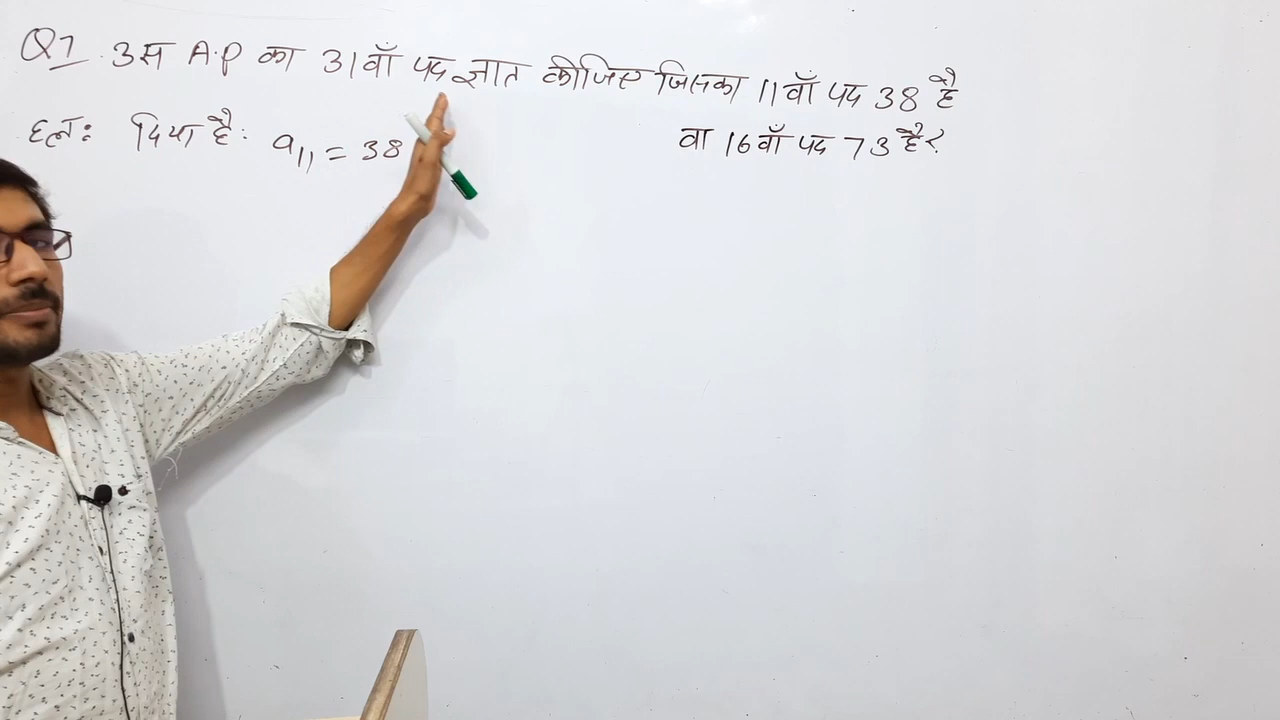 Q7 उस A.P का 31वाँ पद ज्ञात कीजिए जिसका 11वाँ पद 38 है
वा 16वाँ पद 73 है?
हल: दिया है: a₁₁ = 38